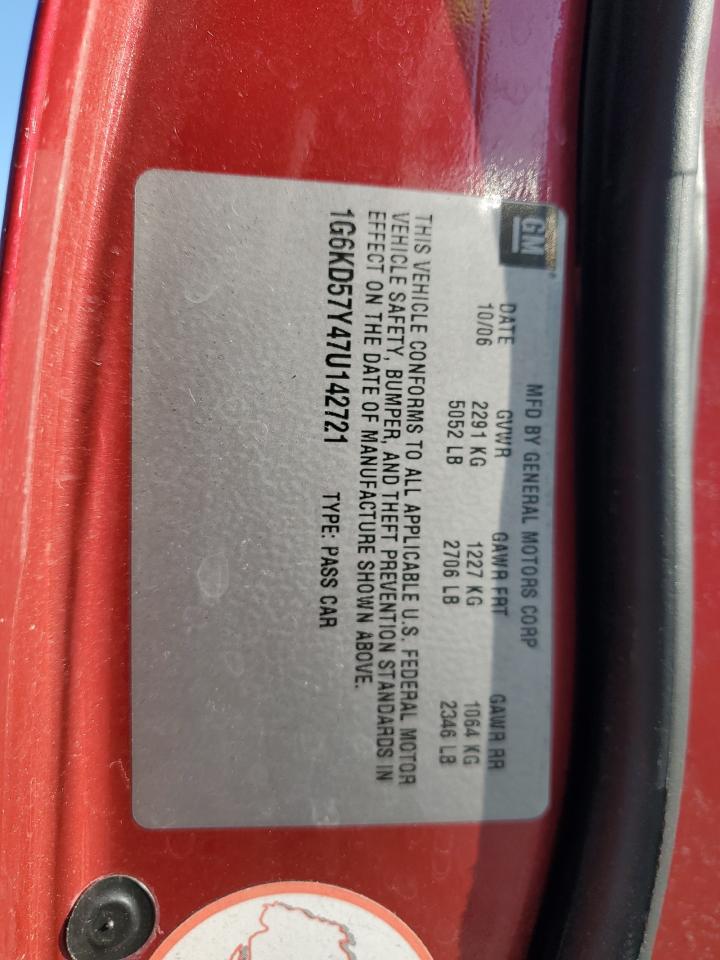 GM
MFD BY GENERAL MOTORS CORP
DATE GVWR GAWR FRT GAWR RR
10/06 2291 KG 1227 KG 1064 KG
5052 LB 2706 LB 2346 LB
THIS VEHICLE CONFORMS TO ALL APPLICABLE U.S. FEDERAL MOTOR
VEHICLE SAFETY, BUMPER, AND THEFT PREVENTION STANDARDS IN
EFFECT ON THE DATE OF MANUFACTURE SHOWN ABOVE.
1G6KD57Y47U142721 TYPE: PASS CAR